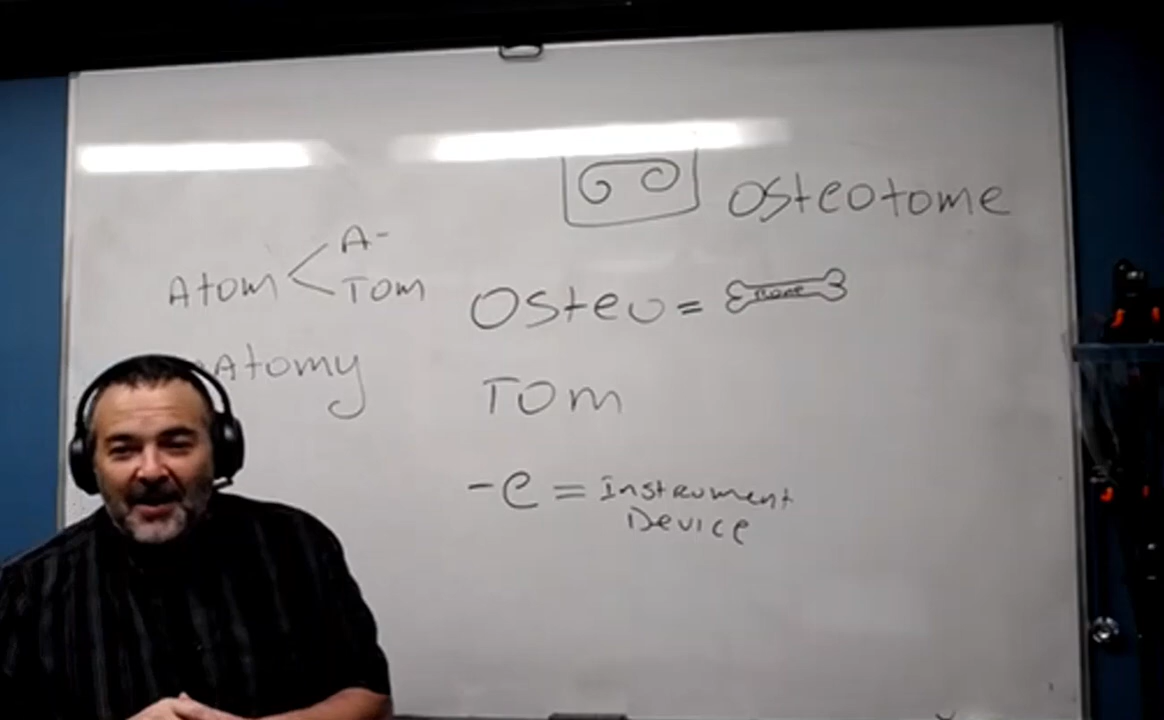 Osteotome
A-
Atom
Tom
Osteo = Bone
Atomy
Tom
-e = Instrument
Device